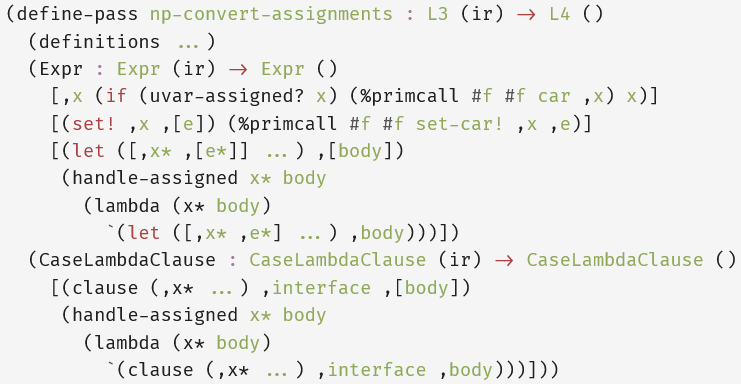 (define-pass np-convert-assignments : L3 (ir) -> L4 ()
  (definitions ...)
  (Expr : Expr (ir) -> Expr ()
    [,x (if (uvar-assigned? x) (%primcall #f #f car ,x) x)]
    [(set! ,x ,[e]) (%primcall #f #f set-car! ,x ,e)]
    [(let ([,x* ,[e*]] ...) ,[body])
     (handle-assigned x* body
       (lambda (x* body)
         `(let ([,x* ,e*] ...) ,body)))])
  (CaseLambdaClause : CaseLambdaClause (ir) -> CaseLambdaClause ()
    [(clause (,x* ...) ,interface ,[body])
     (handle-assigned x* body
       (lambda (x* body)
         `(clause (,x* ...) ,interface ,body)))]))